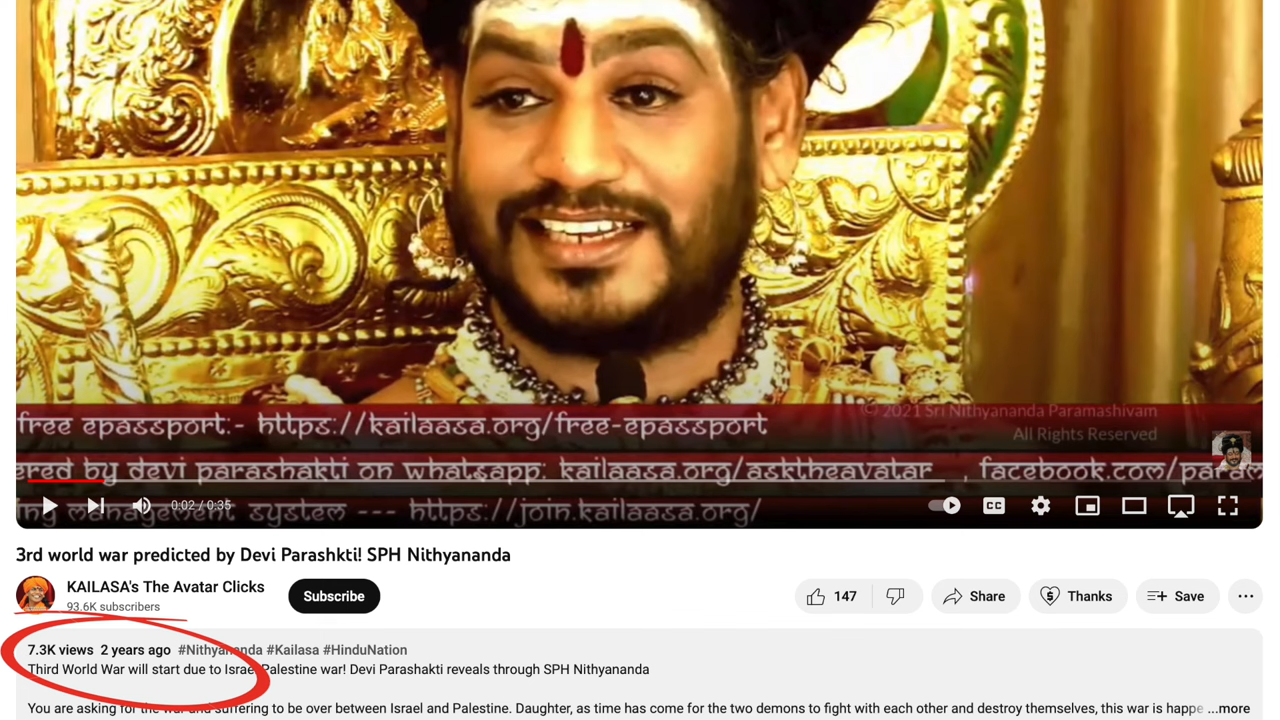 free epassport:- https://kailaasa.org/free-epassport
© 2021 Sri Nithyananda Paramashivam
All Rights Reserved
ered by devi parashakti on whatsapp: kailaasa.org/asktheavatar , facebook.com/param
0:02 / 0:35
CC
ng management system --- https://join.kailaasa.org/
3rd world war predicted by Devi Parashkti! SPH Nithyananda
KAILASA's The Avatar Clicks
93.6K subscribers
Subscribe
147
Share
Thanks
Save
7.3K views 2 years ago #Nithyananda #Kailasa #HinduNation
Third World War will start due to Israel Palestine war! Devi Parashakti reveals through SPH Nithyananda
You are asking for the war and suffering to be over between Israel and Palestine. Daughter, as time has come for the two demons to fight with each other and destroy themselves, this war is happe ...more